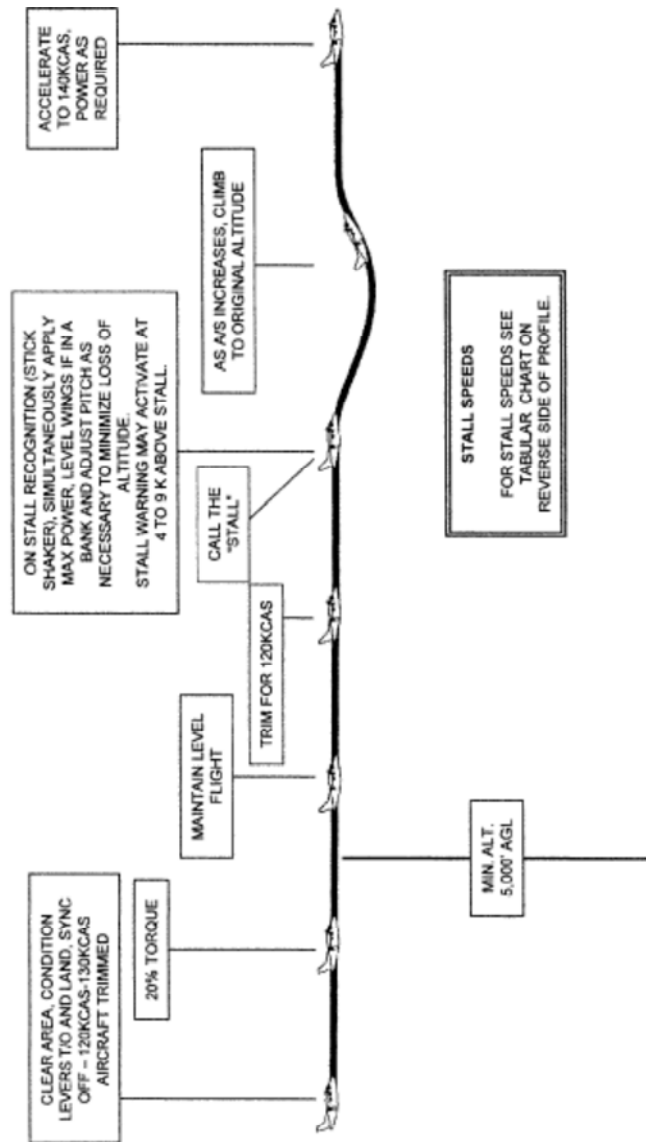 CLEAR AREA, CONDITION
LEVERS T/O AND LAND, SYNC
OFF – 120KCAS-130KCAS
AIRCRAFT TRIMMED
20% TORQUE
MAINTAIN LEVEL
FLIGHT
TRIM FOR 120KCAS
CALL THE
"STALL"
ON STALL RECOGNITION (STICK
SHAKER), SIMULTANEOUSLY APPLY
MAX POWER, LEVEL WINGS IF IN A
BANK AND ADJUST PITCH AS
NECESSARY TO MINIMIZE LOSS OF
ALTITUDE.
STALL WARNING MAY ACTIVATE AT
4 TO 9 K ABOVE STALL.
AS A/S INCREASES, CLIMB
TO ORIGINAL ALTITUDE
ACCELERATE
TO 140KCAS,
POWER AS
REQUIRED
MIN. ALT.
5,000' AGL
STALL SPEEDS
FOR STALL SPEEDS SEE
TABULAR CHART ON
REVERSE SIDE OF PROFILE.